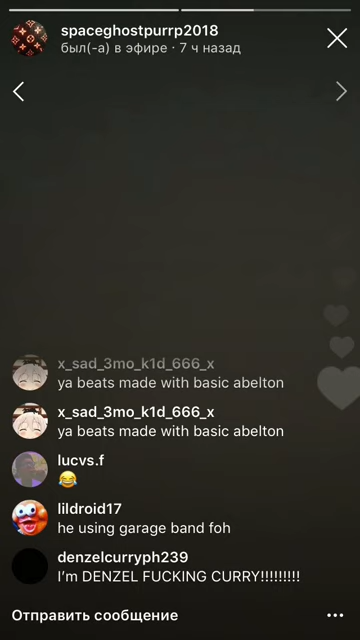 spaceghostpurrp2018
был(-а) в эфире · 7 ч назад
x_sad_3mo_k1d_666_x
ya beats made with basic abelton
x_sad_3mo_k1d_666_x
ya beats made with basic abelton
lucvs.f
😂
lildroid17
he using garage band foh
denzelcurryph239
I'm DENZEL FUCKING CURRY!!!!!!!!!
Отправить сообщение